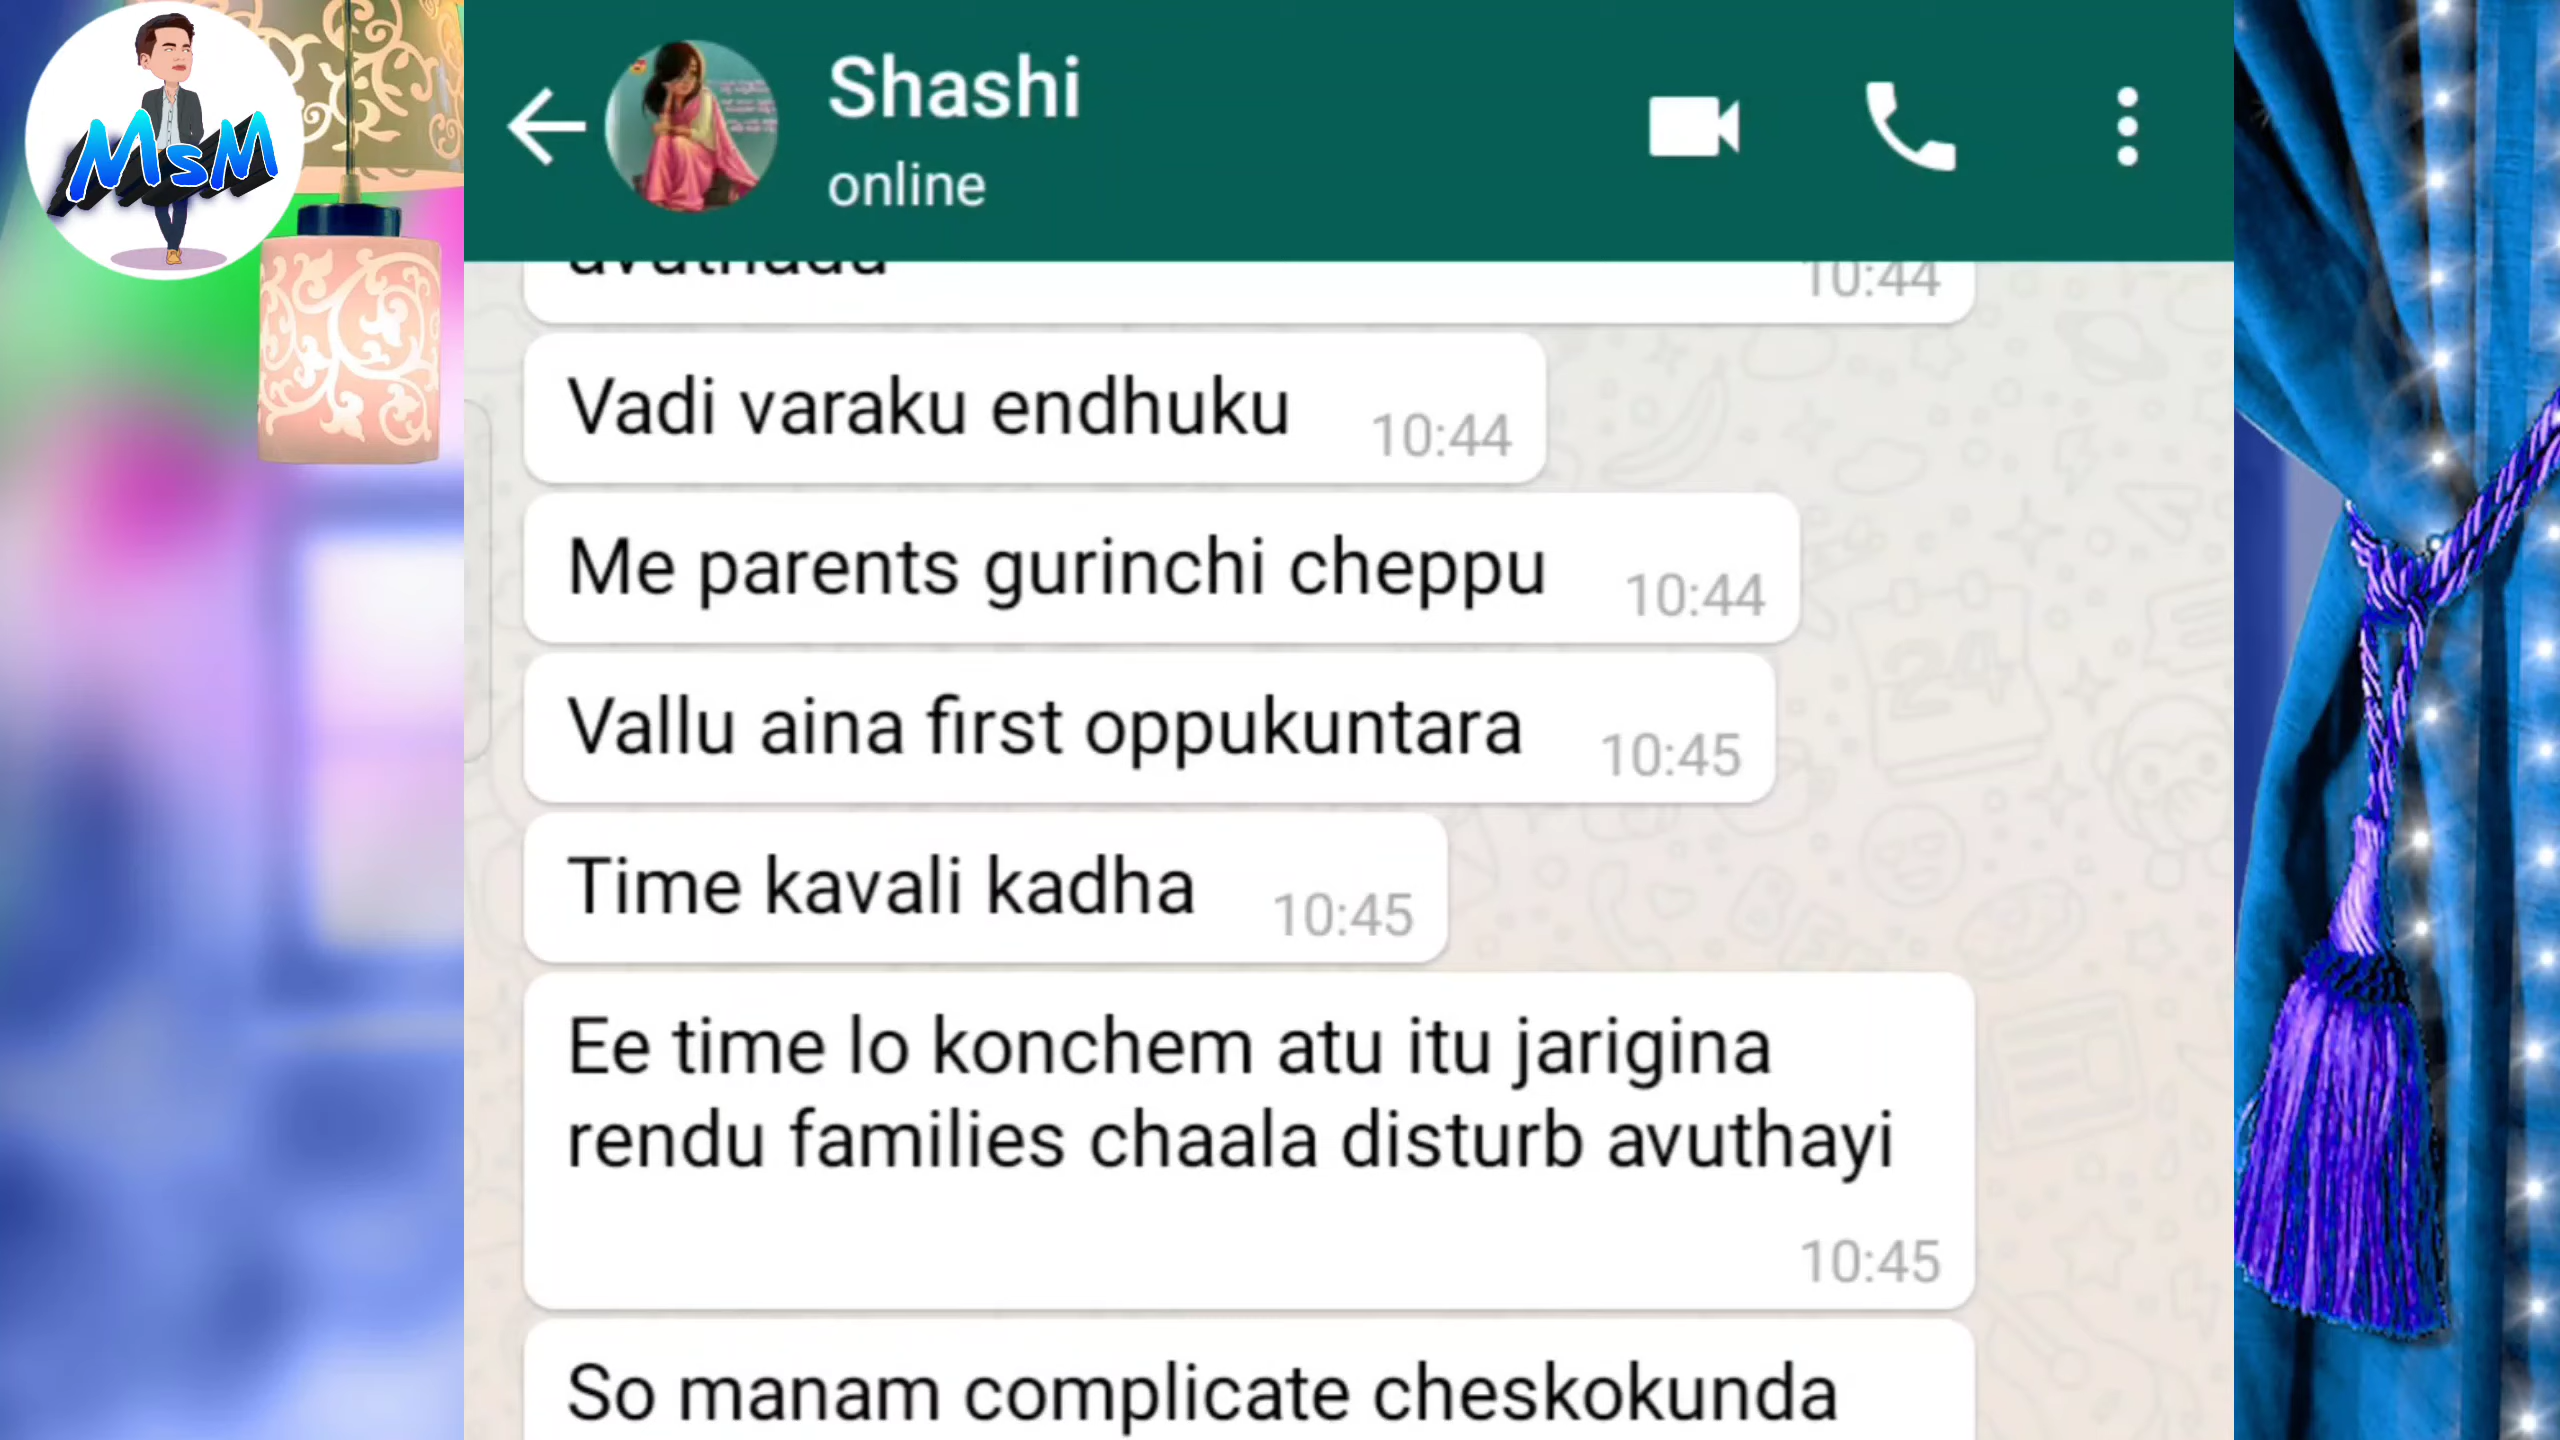 MsM
Shashi
online
10:44
Vadi varaku endhuku 10:44
Me parents gurinchi cheppu 10:44
Vallu aina first oppukuntara 10:45
Time kavali kadha 10:45
Ee time lo konchem atu itu jarigina
rendu families chaala disturb avuthayi
10:45
So manam complicate cheskokunda